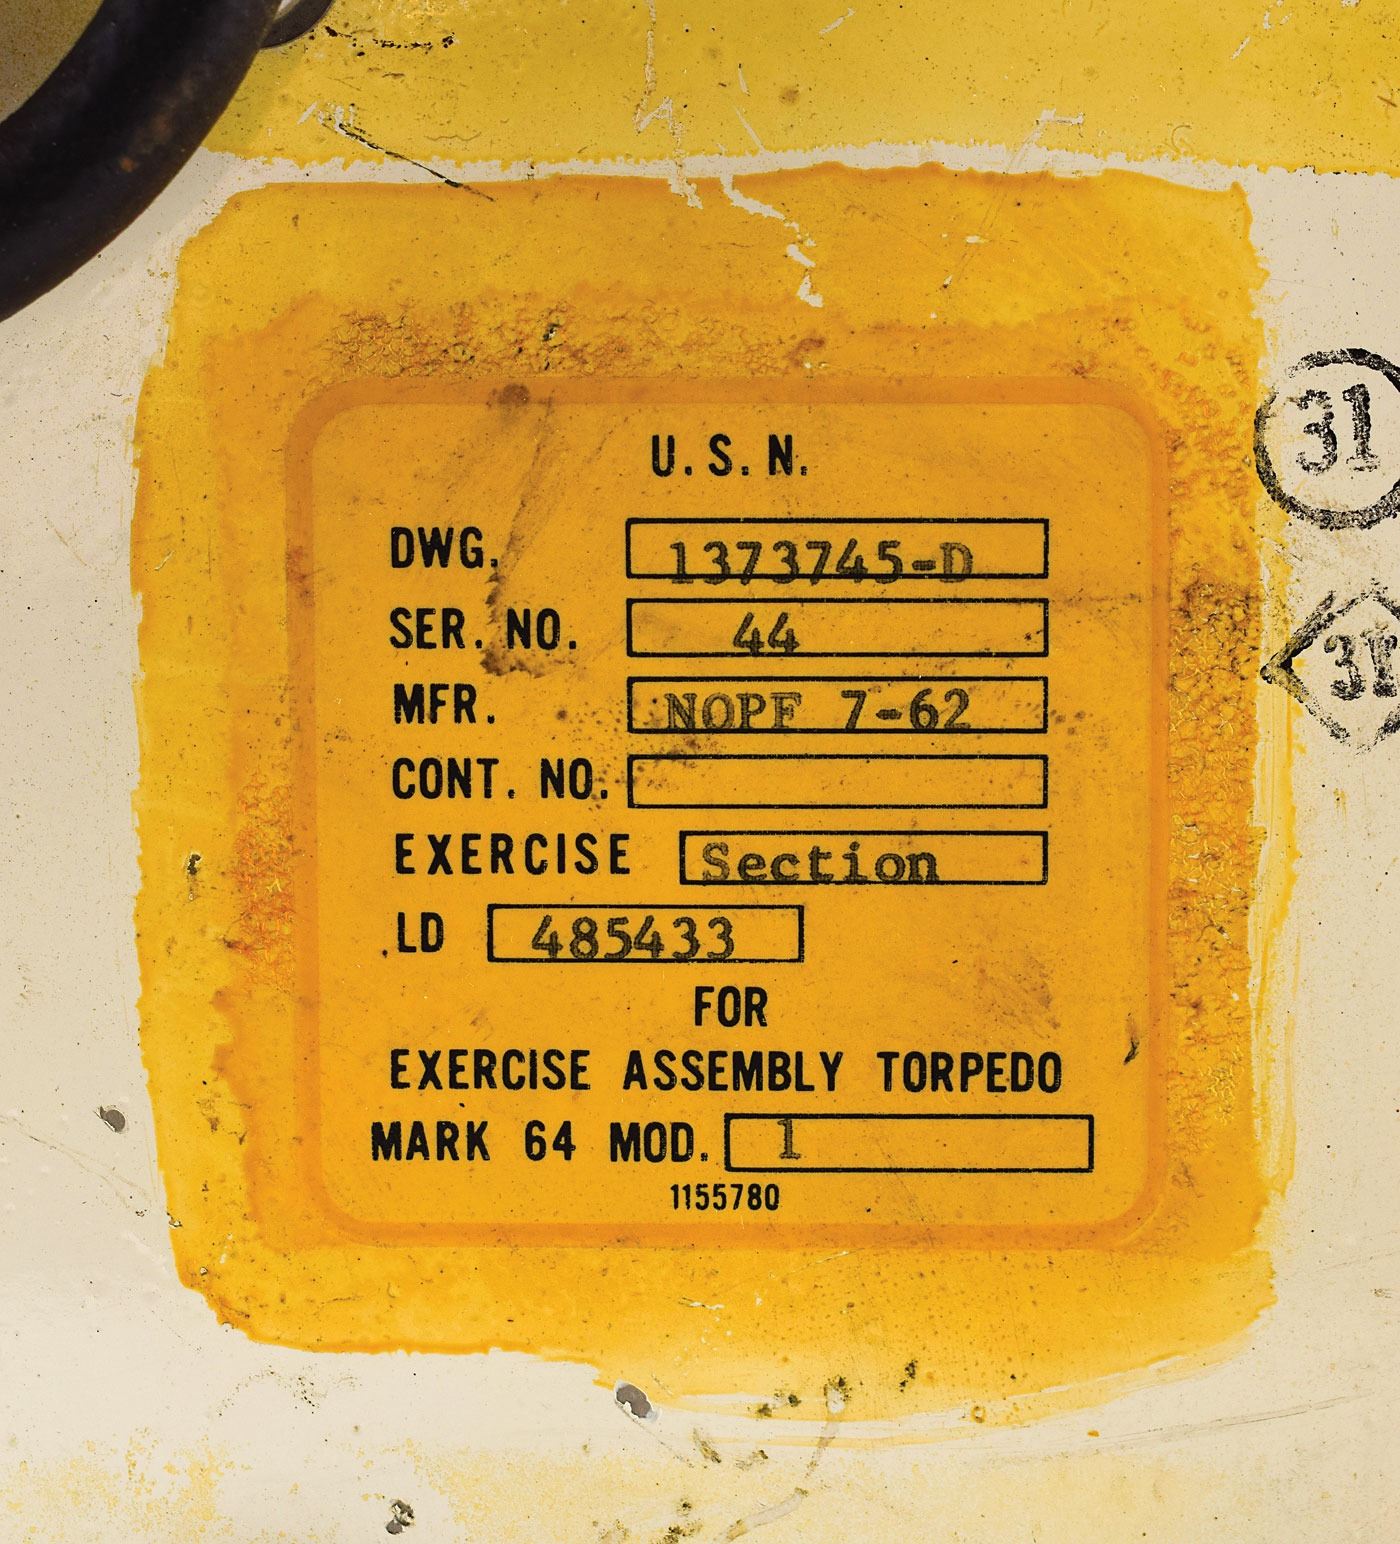 U.S.N.
DWG. 1373745-D
SER. NO. 44
MFR. NOPF 7-62
CONT. NO.
EXERCISE Section
LD 485433
FOR
EXERCISE ASSEMBLY TORPEDO
MARK 64 MOD. 1
1155780
31
31